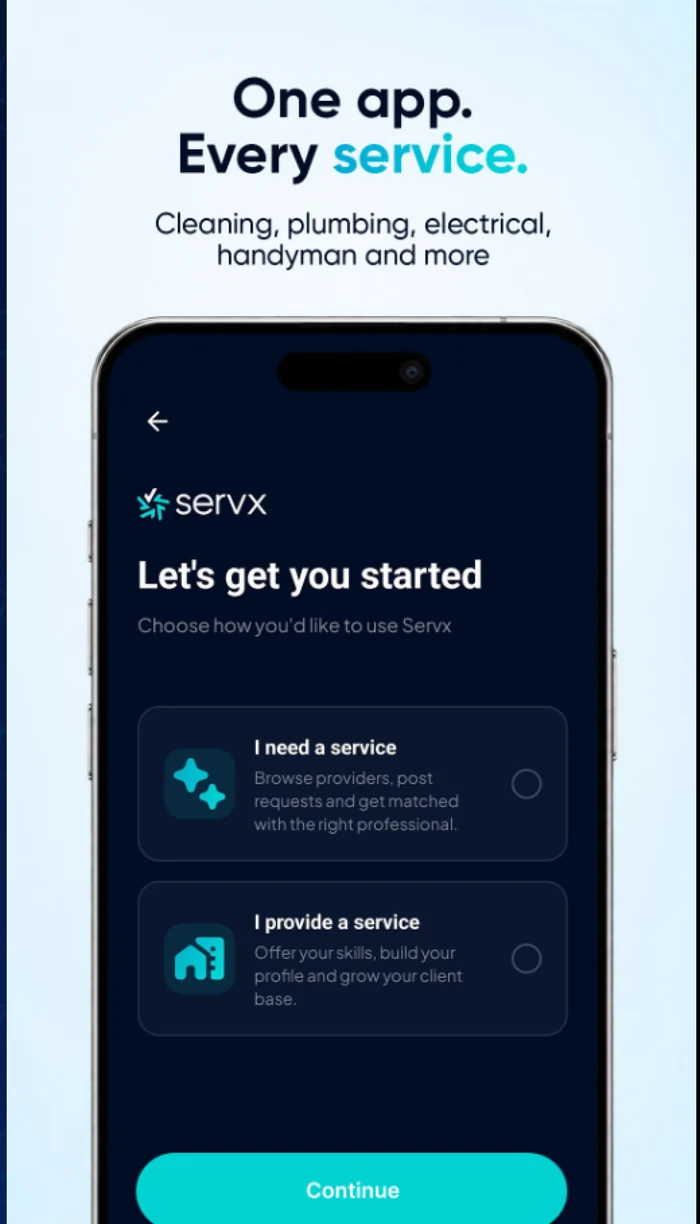 One app.
Every service.
Cleaning, plumbing, electrical,
handyman and more
servx
Let's get you started
Choose how you'd like to use Servx
I need a service
Browse providers, post
requests and get matched
with the right professional.
I provide a service
Offer your skills, build your
profile and grow your client
base.
Continue